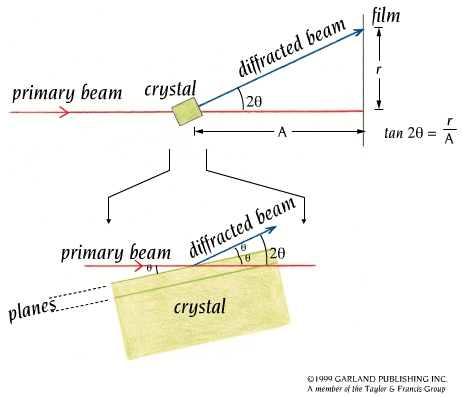 film
diffracted beam
crystal
r
primary beam
2θ
A
tan 2θ = r/A
diffracted beam
primary beam
θ
θ
θ
2θ
planes
crystal
©1999 GARLAND PUBLISHING INC.
A member of the Taylor & Francis Group